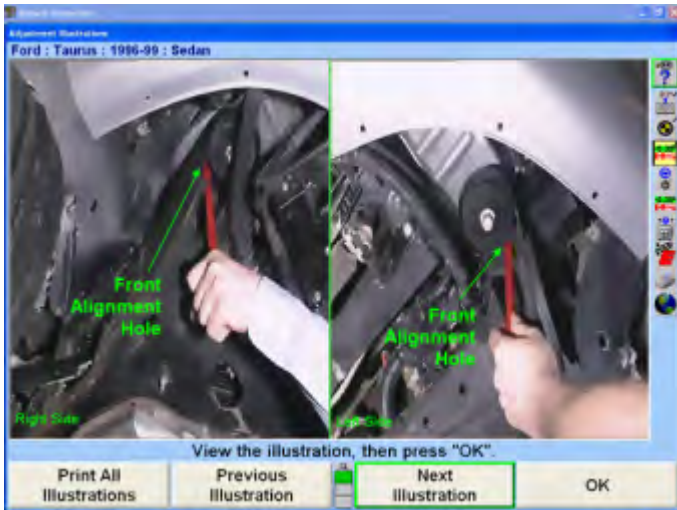 Adjustment Illustrations
Ford : Taurus : 1996-99 : Sedan
Front
Alignment
Hole
Right Side
Front
Alignment
Hole
Left Side
View the illustration, then press "OK".
Print All
Illustrations
Previous
Illustration
Next
Illustration
OK